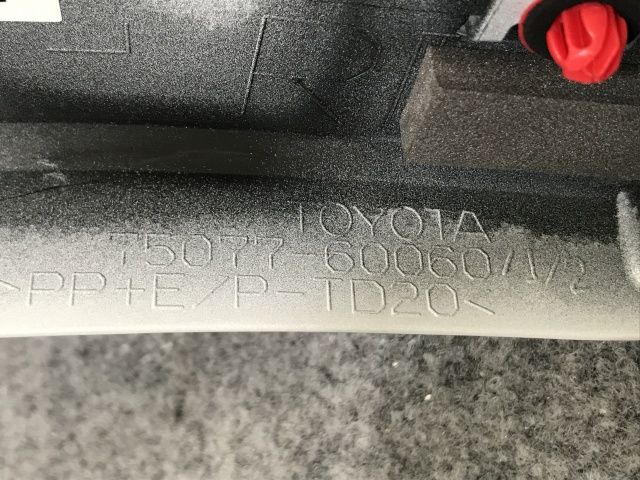 R
TOYOTA
75077-60060/1/2
>PP+E/P-TD20<